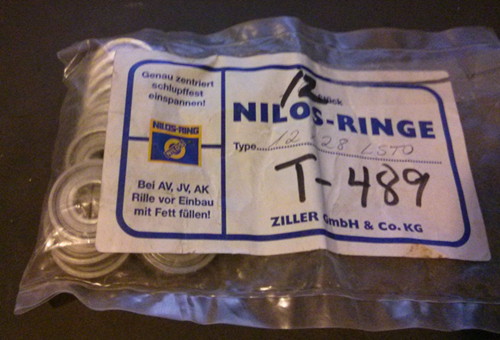 Genau zentriert
schlupffest
einspannen!
NILOS-RING
Bei AV, JV, AK
Rille vor Einbau
mit Fett füllen!
12
NILOS-RINGE
Type 12 28 LSTO
T-489
ZILLER GmbH & Co. KG